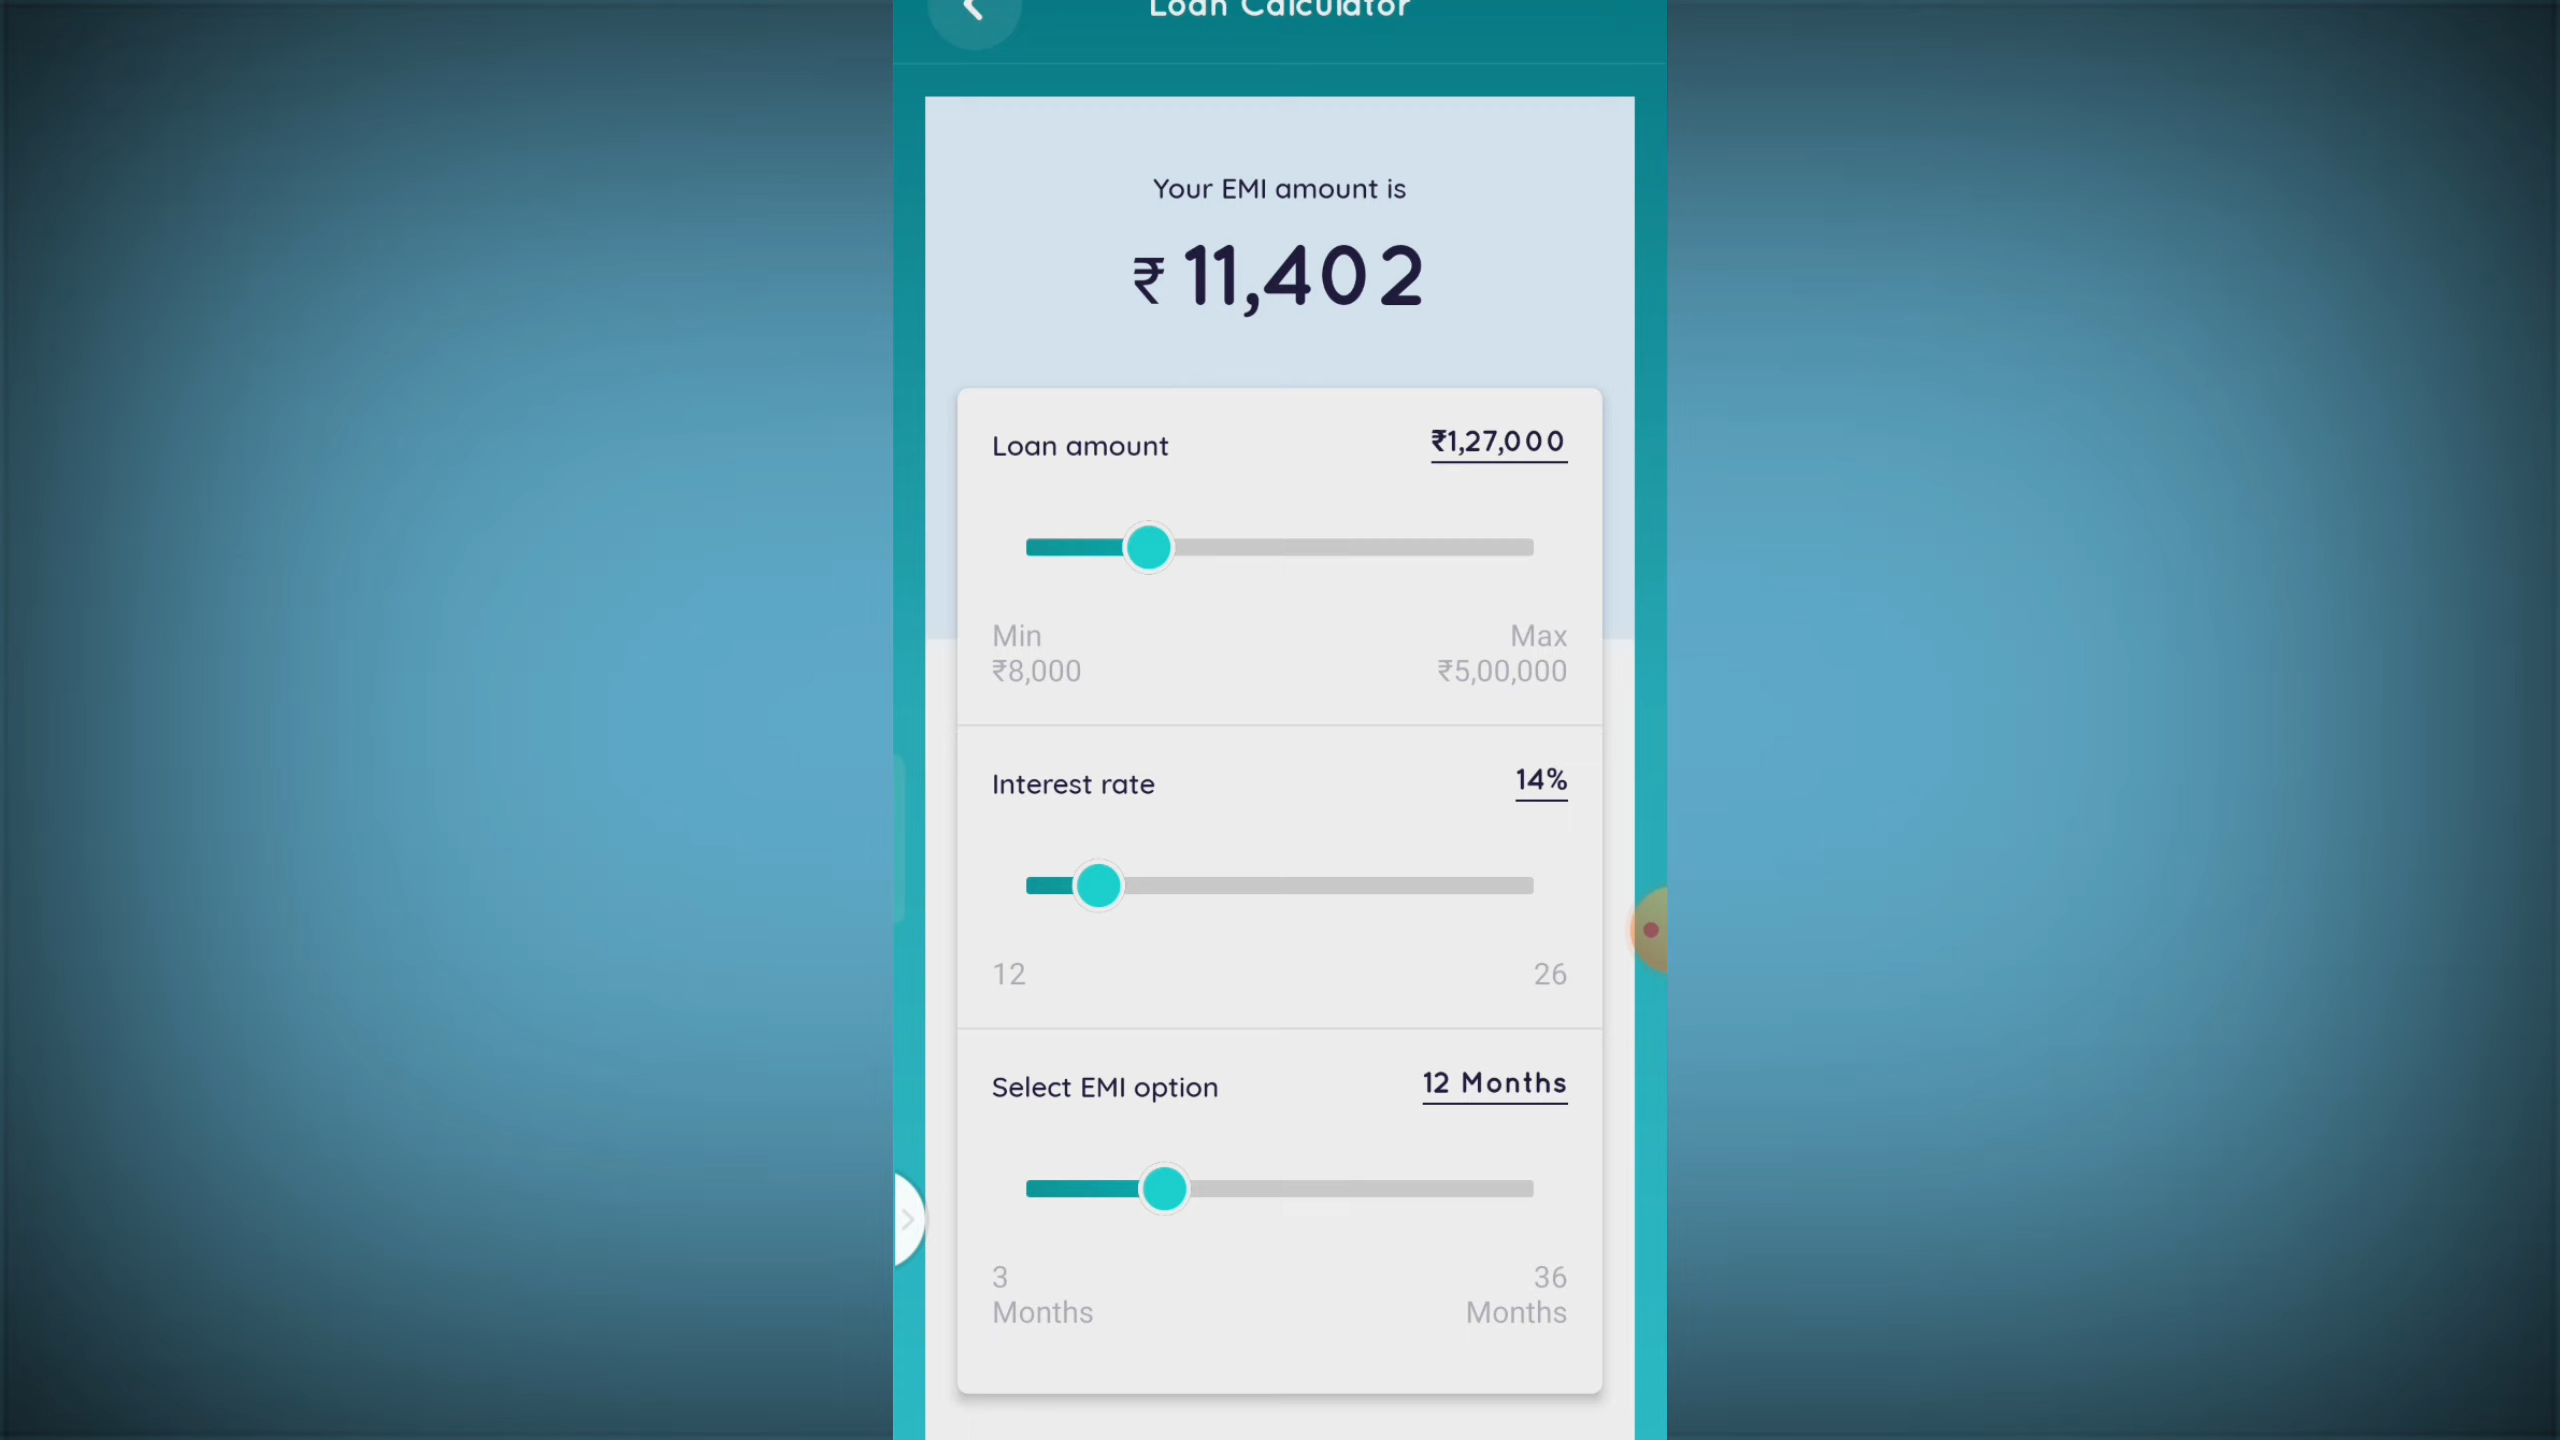 Loan Calculator
Your EMI amount is
₹ 11,402
Loan amount
₹1,27,000
Min
₹8,000
Max
₹5,00,000
Interest rate
14%
12
26
Select EMI option
12 Months
3
Months
36
Months